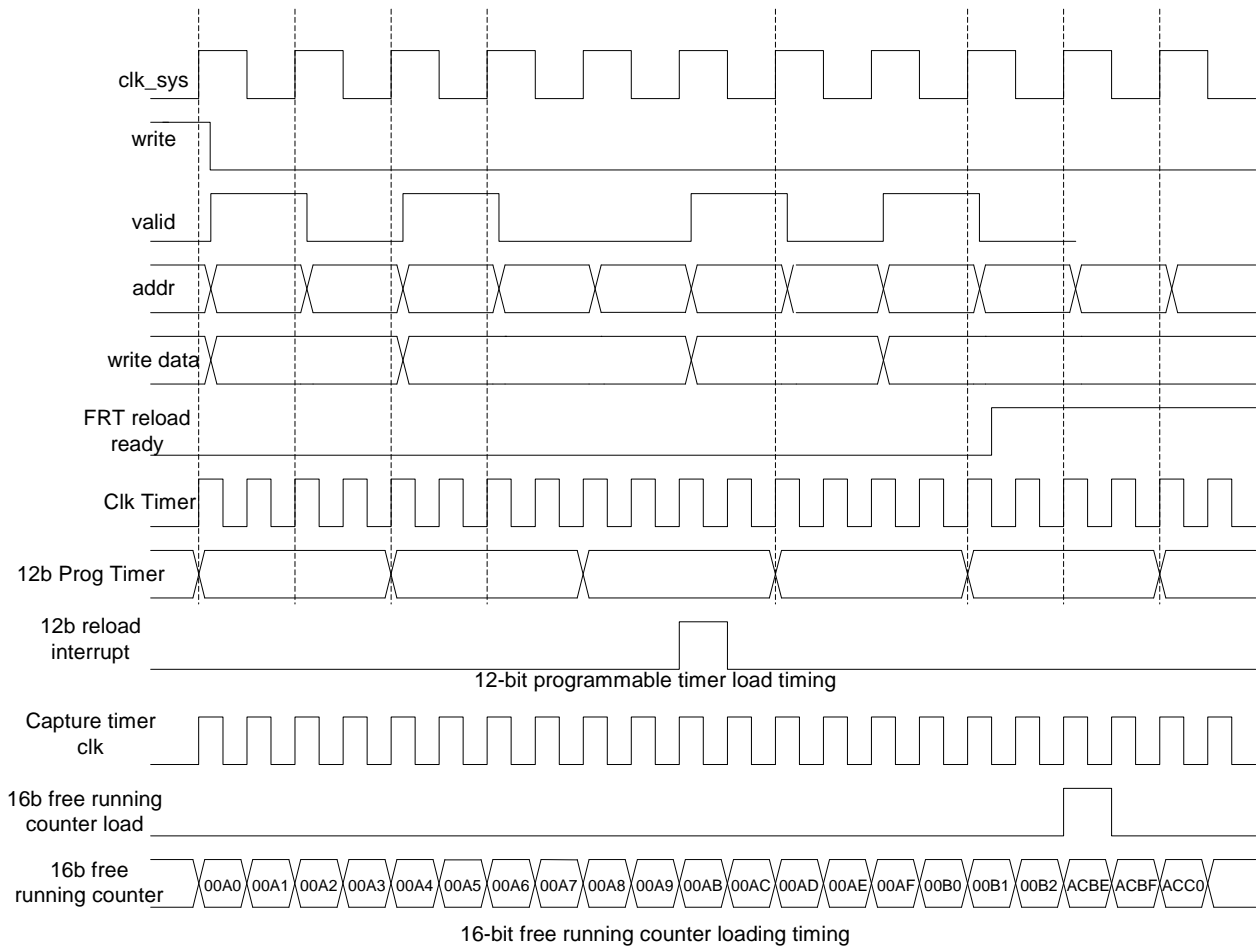 clk_sys
write
valid
addr
write data
FRT reload
ready
Clk Timer
12b Prog Timer
12b reload
interrupt
12-bit programmable timer load timing
Capture timer
clk
16b free running
counter load
16b free
running counter
00A0 00A1 00A2 00A3 00A4 00A5 00A6 00A7 00A8 00A9 00AB 00AC 00AD 00AE 00AF 00B0 00B1 00B2 ACBE ACBF ACC0
16-bit free running counter loading timing